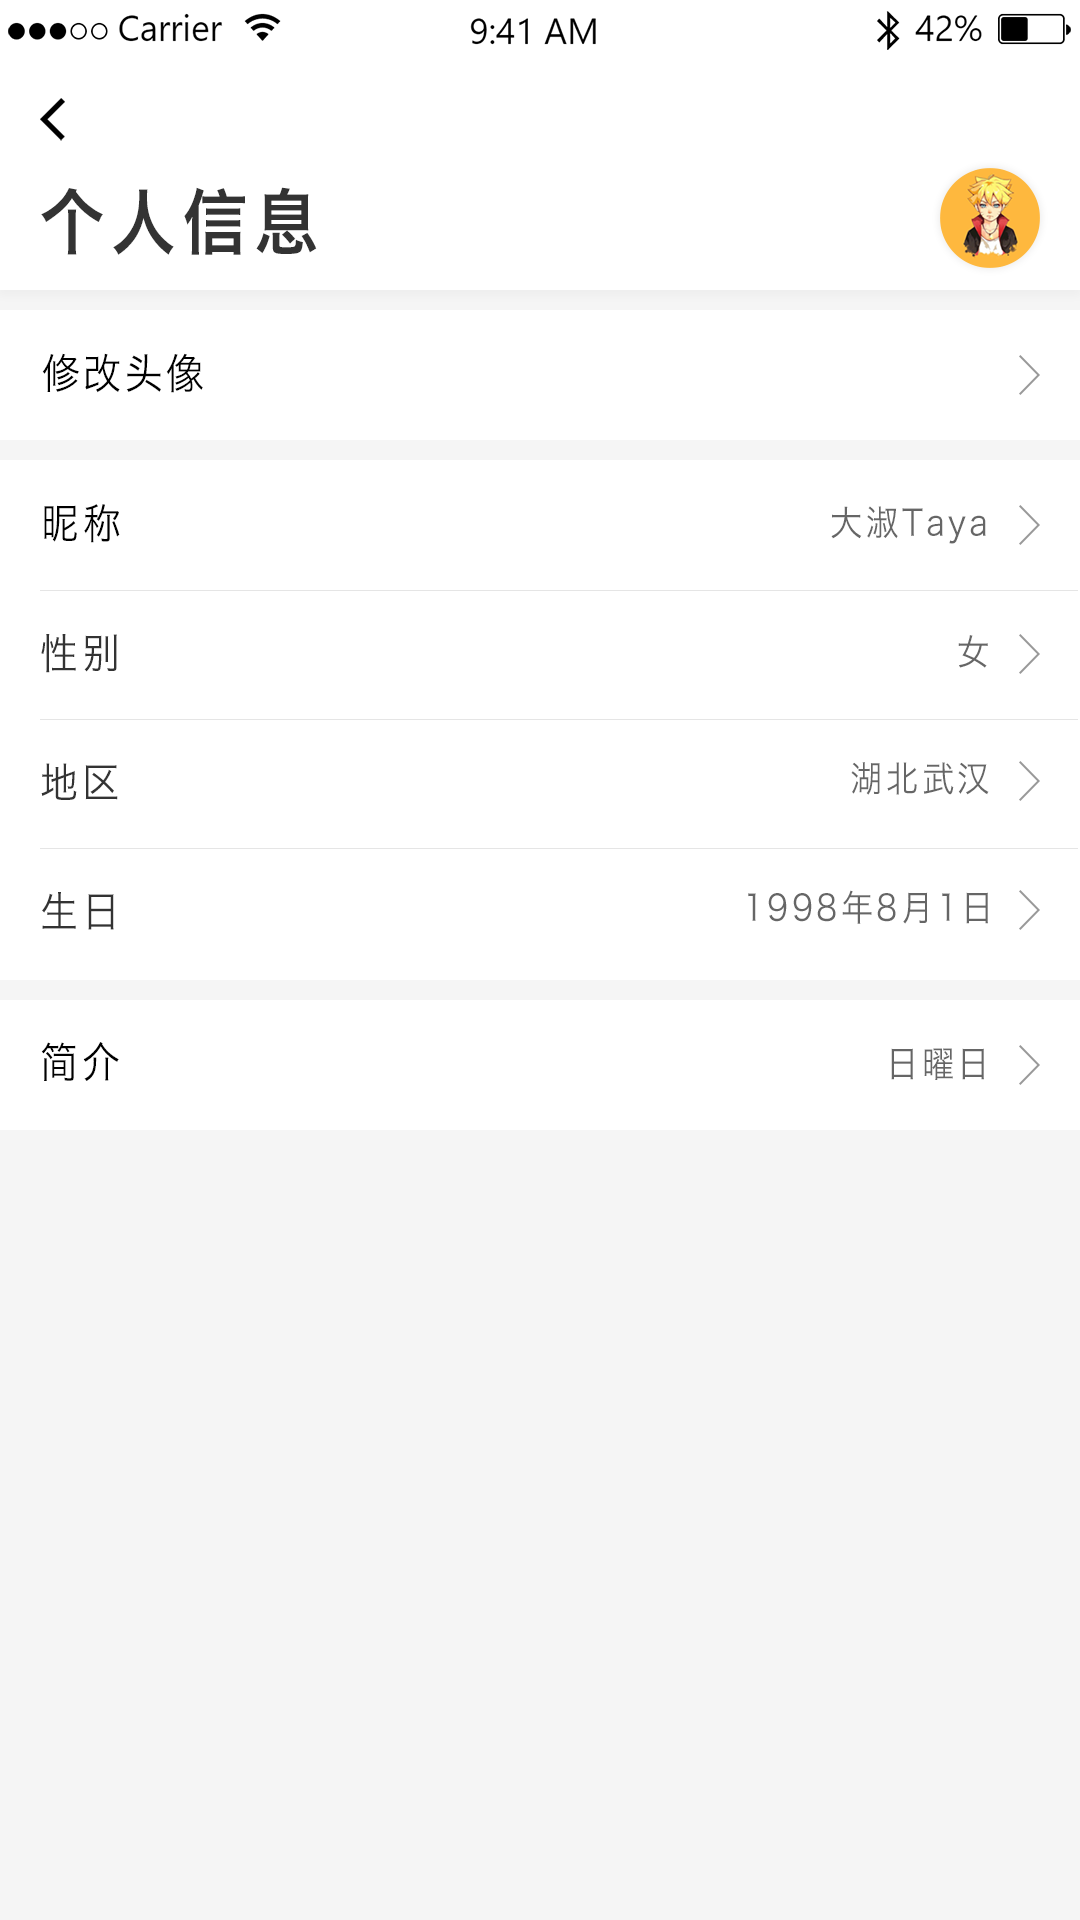 Carrier 9:41 AM 42%
个人信息
修改头像
昵称 大淑Taya
性别 女
地区 湖北武汉
生日 1998年8月1日
简介 日曜日